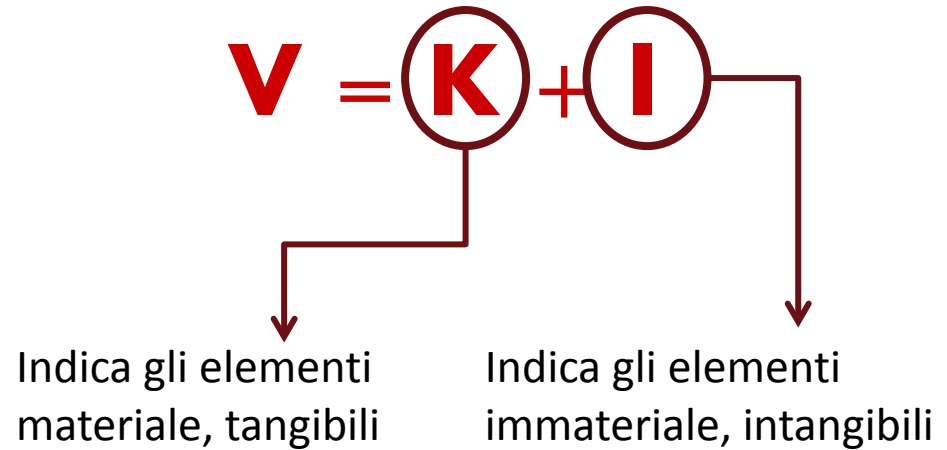 V = K + I
Indica gli elementi
materiale, tangibili
Indica gli elementi
immateriale, intangibili